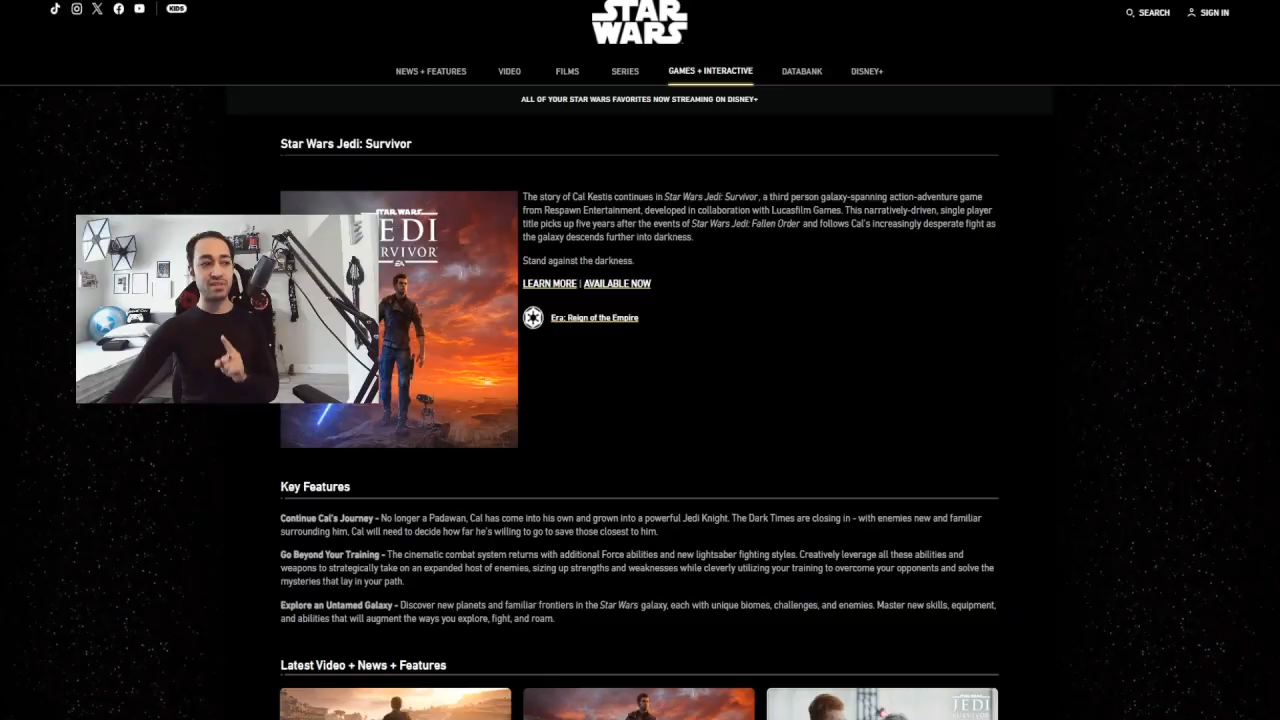 KIDS
STAR
WARS
SEARCH
SIGN IN
NEWS + FEATURES
VIDEO
FILMS
SERIES
GAMES + INTERACTIVE
DATABANK
DISNEY+
ALL OF YOUR STAR WARS FAVORITES NOW STREAMING ON DISNEY+
Star Wars Jedi: Survivor
STAR WARS
EDI
RVIVOR
EA
The story of Cal Kestis continues in Star Wars Jedi: Survivor, a third person galaxy-spanning action-adventure game
from Respawn Entertainment, developed in collaboration with Lucasfilm Games. This narratively-driven, single player
title picks up five years after the events of Star Wars Jedi: Fallen Order and follows Cal's increasingly desperate fight as
the galaxy descends further into darkness.
Stand against the darkness.
LEARN MORE | AVAILABLE NOW
Era: Reign of the Empire
Key Features
Continue Cal's Journey - No longer a Padawan, Cal has come into his own and grown into a powerful Jedi Knight. The Dark Times are closing in - with enemies new and familiar
surrounding him, Cal will need to decide how far he's willing to go to save those closest to him.
Go Beyond Your Training - The cinematic combat system returns with additional Force abilities and new lightsaber fighting styles. Creatively leverage all these abilities and
weapons to strategically take on an expanded host of enemies, sizing up strengths and weaknesses while cleverly utilizing your training to overcome your opponents and solve the
mysteries that lay in your path.
Explore an Untamed Galaxy - Discover new planets and familiar frontiers in the Star Wars galaxy, each with unique biomes, challenges, and enemies. Master new skills, equipment,
and abilities that will augment the ways you explore, fight, and roam.
Latest Video + News + Features
JEDI
SURVIVOR